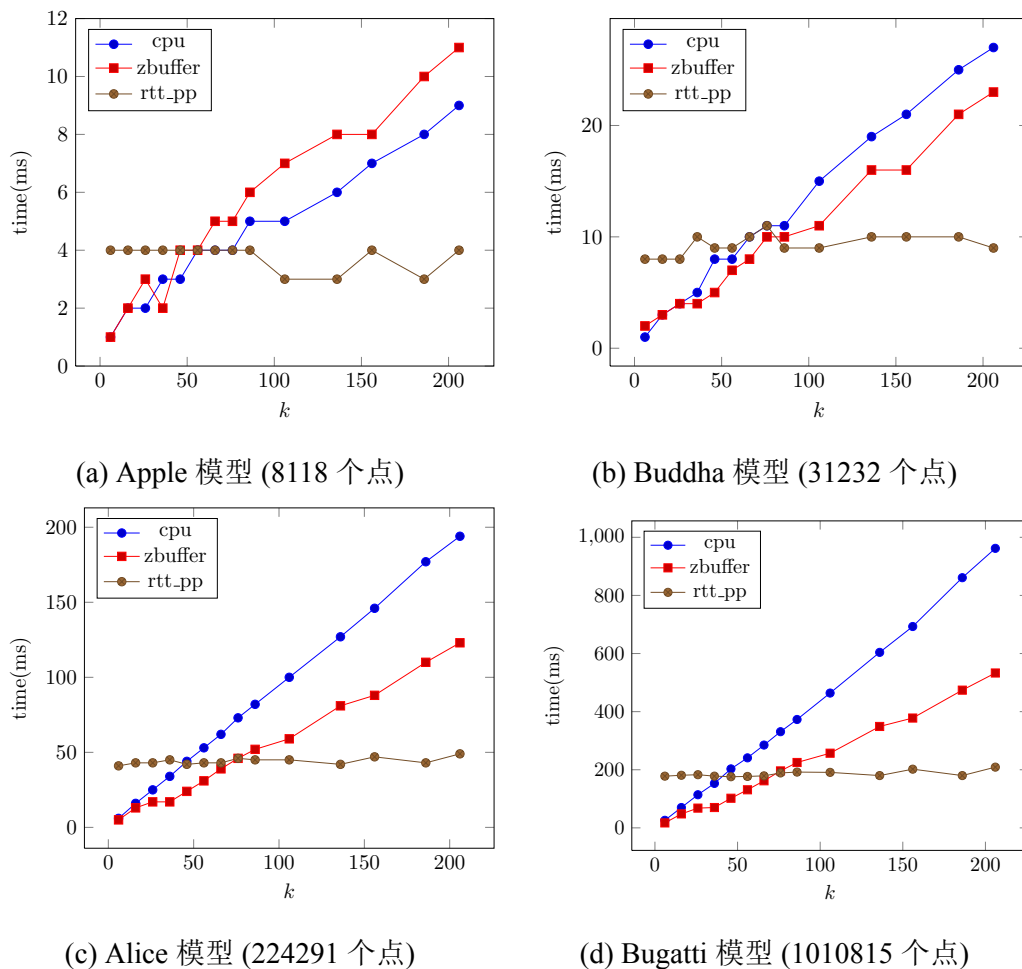 12
10
8
6
4
2
0
time(ms)
cpu
zbuffer
rtt_pp
0 50 100 150 200
k
20
10
0
time(ms)
cpu
zbuffer
rtt_pp
0 50 100 150 200
k
(a) Apple 模型 (8118 个点)
(b) Buddha 模型 (31232 个点)
200
150
100
50
0
time(ms)
cpu
zbuffer
rtt_pp
0 50 100 150 200
k
1,000
800
600
400
200
0
time(ms)
cpu
zbuffer
rtt_pp
0 50 100 150 200
k
(c) Alice 模型 (224291 个点)
(d) Bugatti 模型 (1010815 个点)